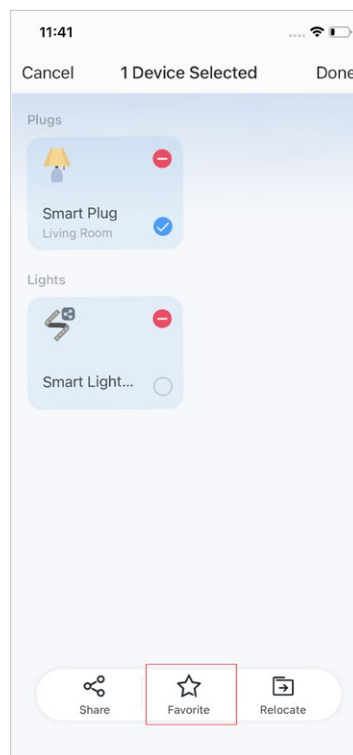 11:41
Cancel 1 Device Selected Done
Plugs
Smart Plug
Living Room
Lights
Smart Light...
Share Favorite Relocate